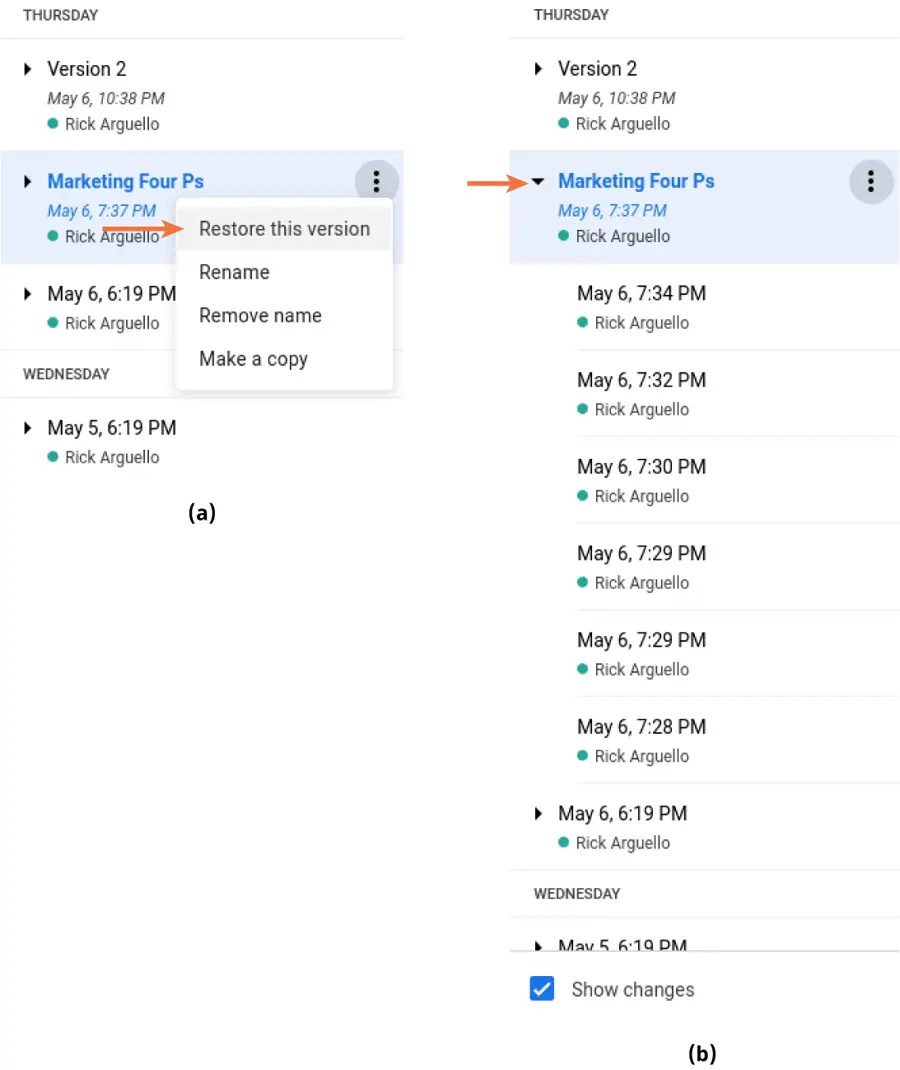 THURSDAY
Version 2
May 6, 10:38 PM
Rick Arguello
Marketing Four Ps
May 6, 7:37 PM
Rick Arguello
Restore this version
Rename
Remove name
Make a copy
May 6, 6:19 PM
Rick Arguello
WEDNESDAY
May 5, 6:19 PM
Rick Arguello
(a)
THURSDAY
Version 2
May 6, 10:38 PM
Rick Arguello
Marketing Four Ps
May 6, 7:37 PM
Rick Arguello
May 6, 7:34 PM
Rick Arguello
May 6, 7:32 PM
Rick Arguello
May 6, 7:30 PM
Rick Arguello
May 6, 7:29 PM
Rick Arguello
May 6, 7:29 PM
Rick Arguello
May 6, 7:28 PM
Rick Arguello
May 6, 6:19 PM
Rick Arguello
WEDNESDAY
May 5, 6:19 PM
Show changes
(b)